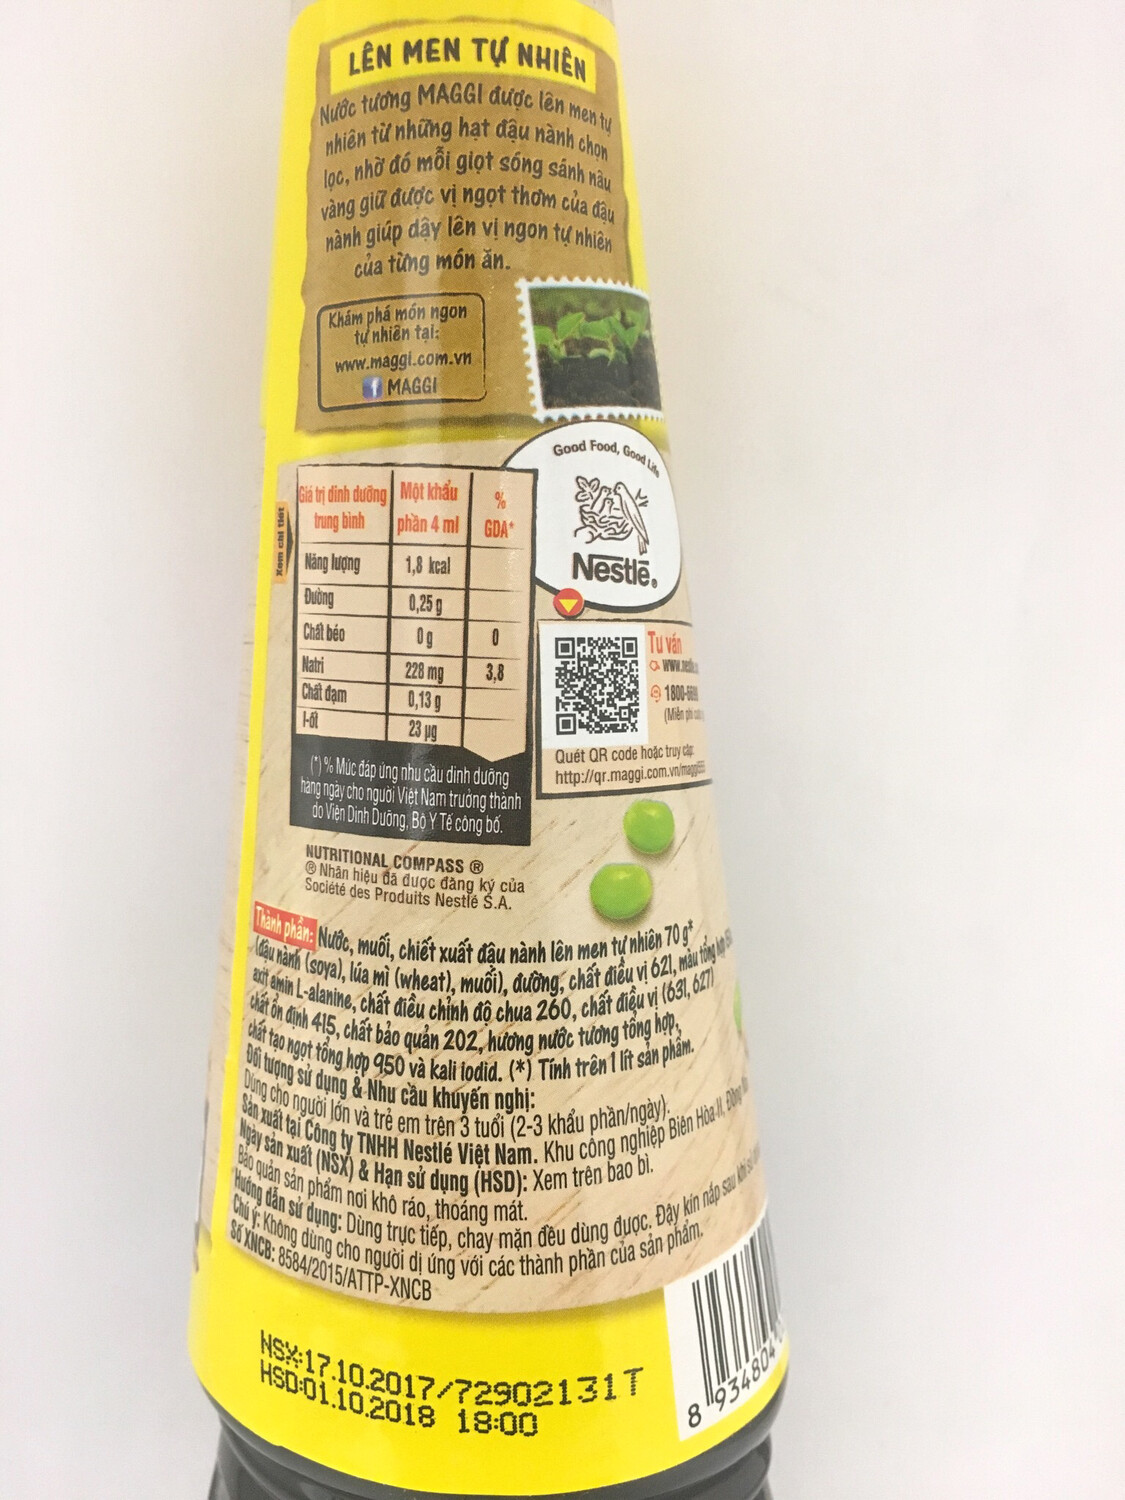 LÊN MEN TỰ NHIÊN
Nước tương MAGGI được lên men tự
nhiên từ những hạt đậu nành chọn
lọc, nhờ đó mỗi giọt sóng sánh nâu
vàng giữ được vị ngọt thơm của đậu
nành giúp dậy lên vị ngon tự nhiên
của từng món ăn.
Khám phá món ngon
tự nhiên tại:
www.maggi.com.vn
f MAGGI
Good Food, Good Life
Nestlé®
Xem chi tiết
Giá trị dinh dưỡng trung bình Một khẩu phần 4 ml % GDA*
Năng lượng 1,8 kcal
Đường 0,25 g
Chất béo 0 g 0
Natri 228 mg 3,8
Chất đạm 0,13 g
I-ốt 23 µg
(*) % Mức đáp ứng nhu cầu dinh dưỡng
hàng ngày cho người Việt Nam trưởng thành
do Viện Dinh Dưỡng, Bộ Y Tế công bố.
Tư vấn
1800-
(Miễn phí
Quét QR code hoặc truy cập:
http://qr.maggi.com.vn/
NUTRITIONAL COMPASS ®
® Nhãn hiệu đã được đăng ký của
Société des Produits Nestlé S.A.
Thành phần: Nước, muối, chiết xuất đậu nành lên men tự nhiên 70 g*
(đậu nành (soya), lúa mì (wheat), muối), đường, chất điều vị 621, màu tổng hợp
axit amin L-alanine, chất điều chỉnh độ chua 260, chất điều vị (631, 627)
chất ổn định 415, chất bảo quản 202, hương nước tương tổng hợp,
chất tạo ngọt tổng hợp 950 và kali iodid. (*) Tính trên 1 lít sản phẩm.
Đối tượng sử dụng & Nhu cầu khuyến nghị:
Dùng cho người lớn và trẻ em trên 3 tuổi (2-3 khẩu phần/ngày).
Sản xuất tại Công ty TNHH Nestlé Việt Nam. Khu công nghiệp Biên Hòa II,
Ngày sản xuất (NSX) & Hạn sử dụng (HSD): Xem trên bao bì.
Bảo quản sản phẩm nơi khô ráo, thoáng mát.
Hướng dẫn sử dụng: Dùng trực tiếp, chay mặn đều dùng được. Đậy kín nắp sau khi
Chú ý: Không dùng cho người dị ứng với các thành phần của sản phẩm.
Số XNCB: 8584/2015/ATTP-XNCB
NSX:17.10.2017/72902131T
HSD:01.10.2018 18:00
8 934804